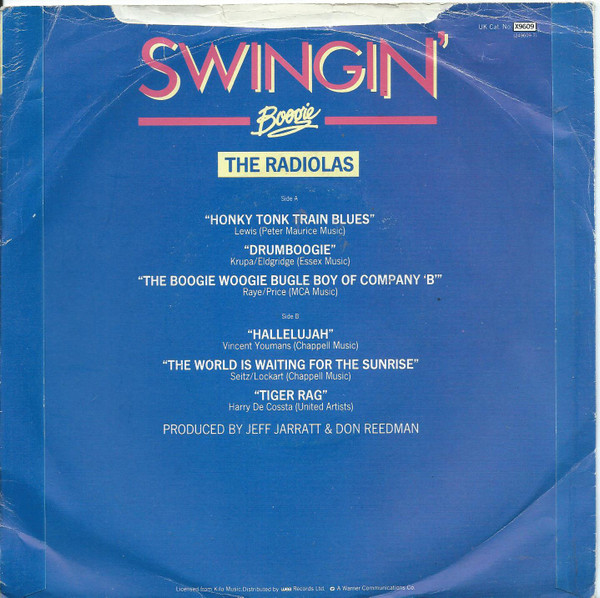 UK Cat. No. X9609
(249609-7)
SWINGIN'
Boogie
THE RADIOLAS
Side A
"HONKY TONK TRAIN BLUES"
Lewis (Peter Maurice Music)
"DRUMBOOGIE"
Krupa/Eldgridge (Essex Music)
"THE BOOGIE WOOGIE BUGLE BOY OF COMPANY 'B'"
Raye/Price (MCA Music)
Side B
"HALLELUJAH"
Vincent Youmans (Chappell Music)
"THE WORLD IS WAITING FOR THE SUNRISE"
Seitz/Lockart (Chappell Music)
"TIGER RAG"
Harry De Cossta (United Artists)
PRODUCED BY JEFF JARRATT & DON REEDMAN
Licensed from Kilo Music. Distributed by wea Records Ltd. A Warner Communications Co.